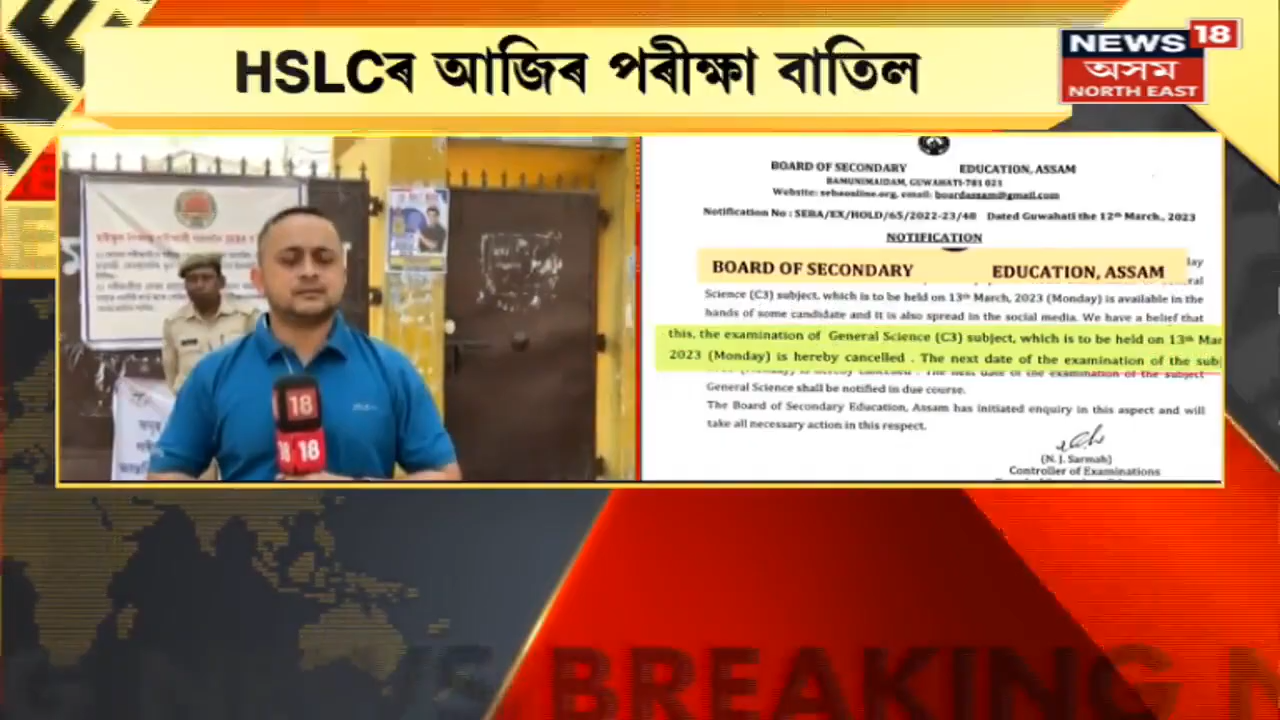 HSLCৰ আজিৰ পৰীক্ষা বাতিল
NEWS 18
অসম
NORTH EAST
BOARD OF SECONDARY EDUCATION, ASSAM
BAMUNIMAIDAM, GUWAHATI-781 021
Website: sebaonline.org, email: boardassam@gmail.com
Notification No : SEBA/EX/HOLD/65/2022-23/48 Dated Guwahati the 12th March., 2023
NOTIFICATION
BOARD OF SECONDARY EDUCATION, ASSAM
Science (C3) subject, which is to be held on 13th March, 2023 (Monday) is available in the
hands of some candidate and it is also spread in the social media. We have a belief that
this, the examination of General Science (C3) subject, which is to be held on 13th Mar
2023 (Monday) is hereby cancelled . The next date of the examination of the subj
General Science shall be notified in due course.
The Board of Secondary Education, Assam has initiated enquiry in this aspect and will
take all necessary action in this respect.
(N. J. Sarmah)
Controller of Examinations
18
18 18
NEWS BREAKING N